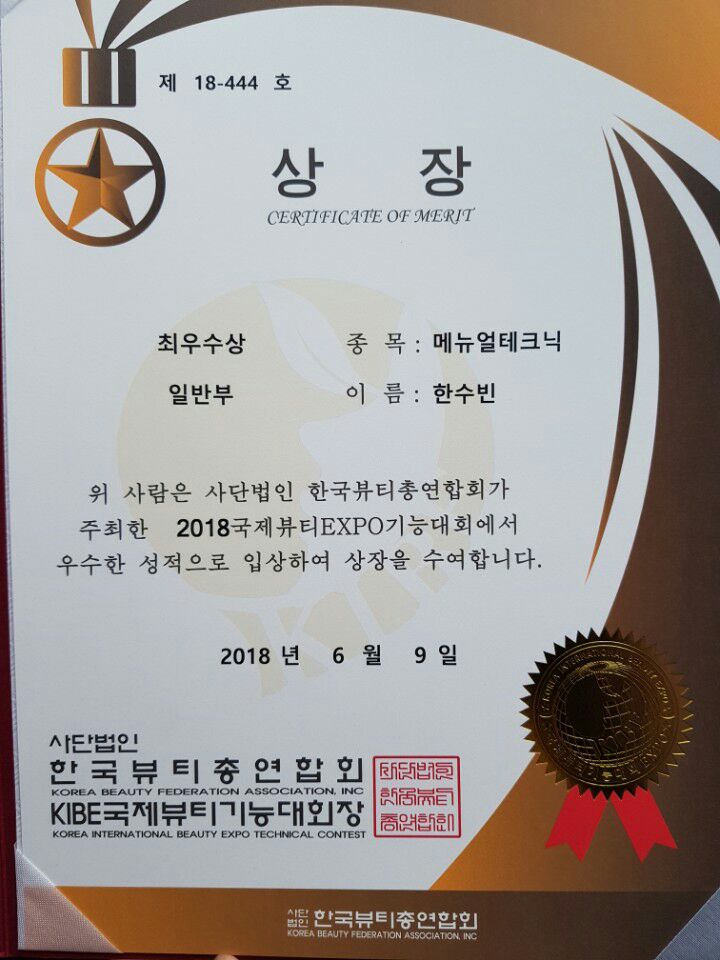 제 18-444 호
상 장
CERTIFICATE OF MERIT
최우수상 종 목 : 메뉴얼테크닉
일반부 이 름 : 한수빈
위 사람은 사단법인 한국뷰티총연합회가
주최한 2018국제뷰티EXPO기능대회에서
우수한 성적으로 입상하여 상장을 수여합니다.
2018 년 6 월 9 일
사단법인
한국뷰티총연합회
KOREA BEAUTY FEDERATION ASSOCIATION, INC
KIBE국제뷰티기능대회장
KOREA INTERNATIONAL BEAUTY EXPO TECHNICAL CONTEST
사단법인 한국뷰티총연합회
KOREA BEAUTY FEDERATION ASSOCIATION, INC